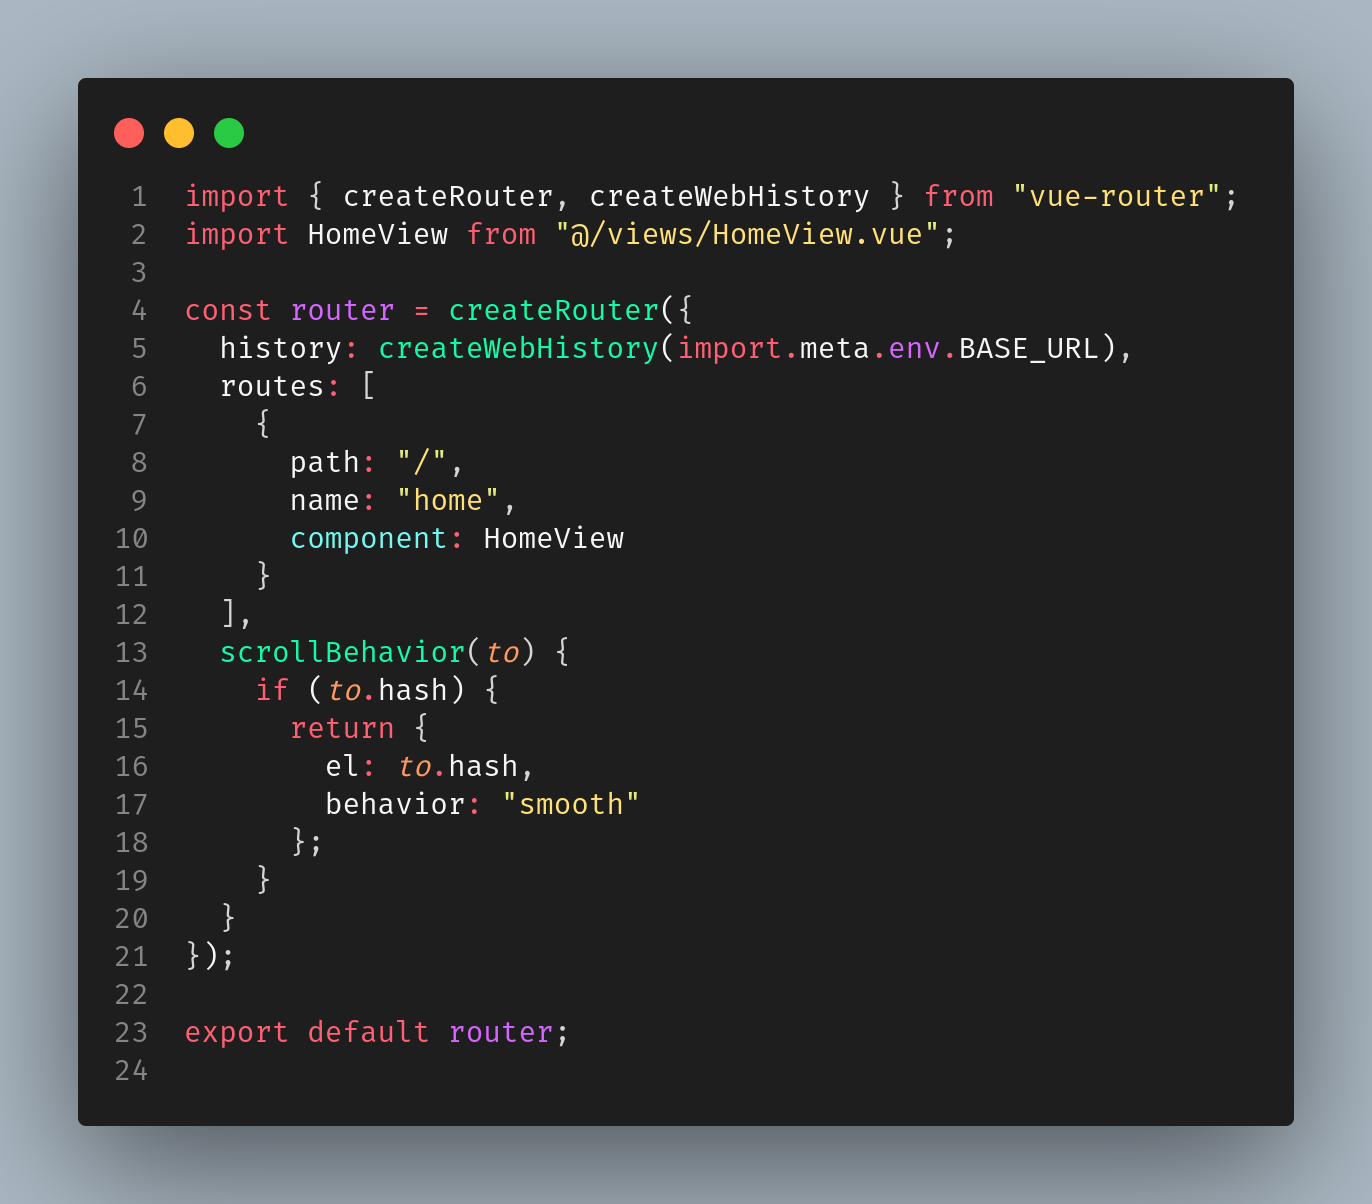 1 import { createRouter, createWebHistory } from "vue-router";
2 import HomeView from "@/views/HomeView.vue";
3
4 const router = createRouter({
5   history: createWebHistory(import.meta.env.BASE_URL),
6   routes: [
7     {
8       path: "/",
9       name: "home",
10       component: HomeView
11     }
12   ],
13   scrollBehavior(to) {
14     if (to.hash) {
15       return {
16         el: to.hash,
17         behavior: "smooth"
18       };
19     }
20   }
21 });
22
23 export default router;
24